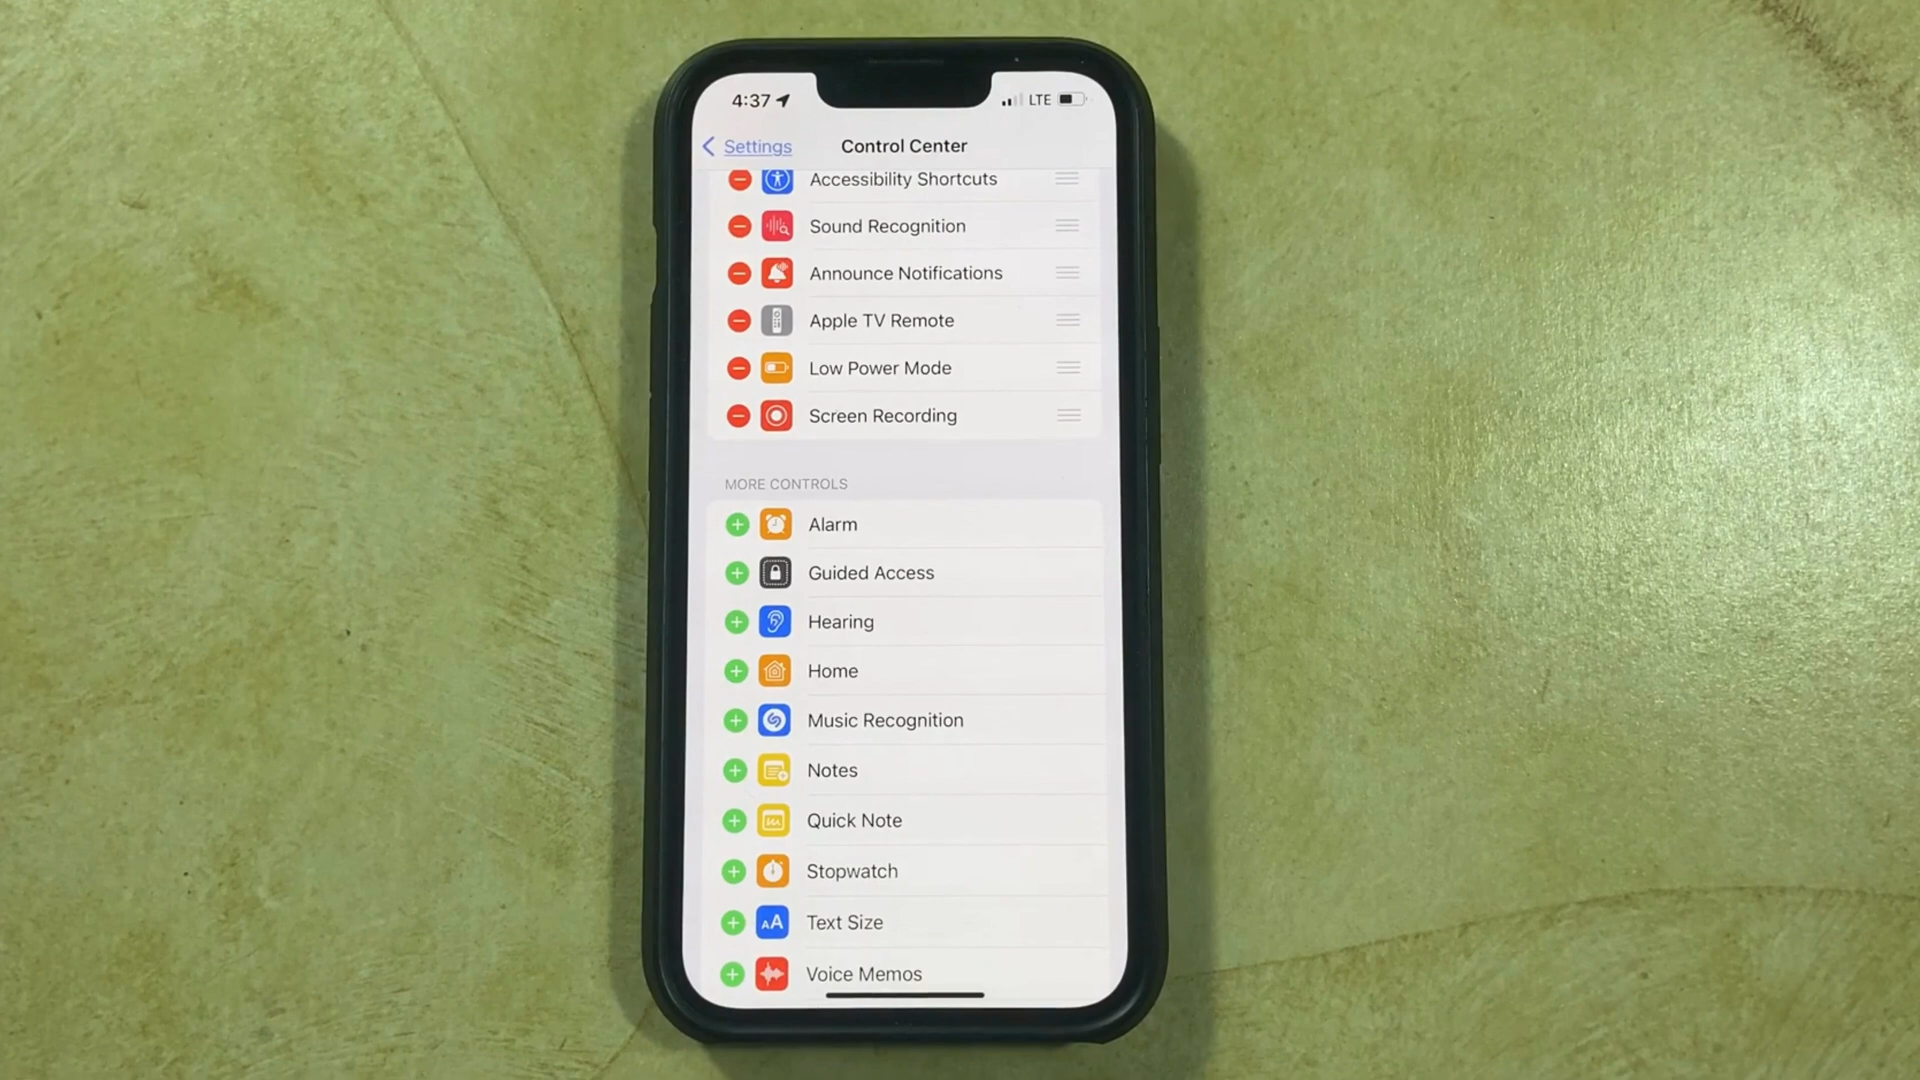 4:37 LTE
Settings Control Center
Accessibility Shortcuts
Sound Recognition
Announce Notifications
Apple TV Remote
Low Power Mode
Screen Recording
MORE CONTROLS
Alarm
Guided Access
Hearing
Home
Music Recognition
Notes
Quick Note
Stopwatch
AA Text Size
Voice Memos